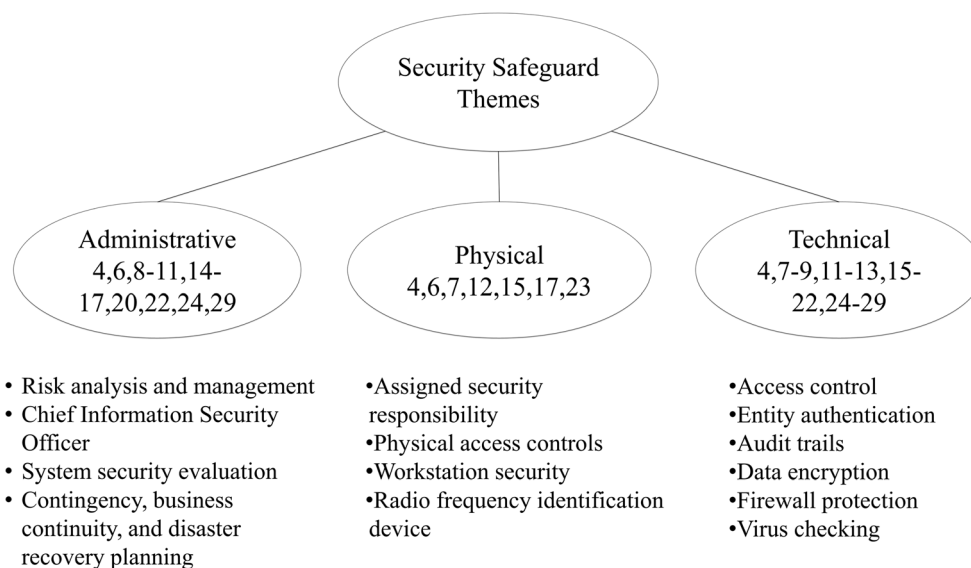 Security Safeguard
Themes
Administrative
4,6,8-11,14-
17,20,22,24,29
Physical
4,6,7,12,15,17,23
Technical
4,7-9,11-13,15-
22,24-29
• Risk analysis and management
• Chief Information Security
Officer
• System security evaluation
• Contingency, business
continuity, and disaster
recovery planning
•Assigned security
responsibility
•Physical access controls
•Workstation security
•Radio frequency identification
device
•Access control
•Entity authentication
•Audit trails
•Data encryption
•Firewall protection
•Virus checking